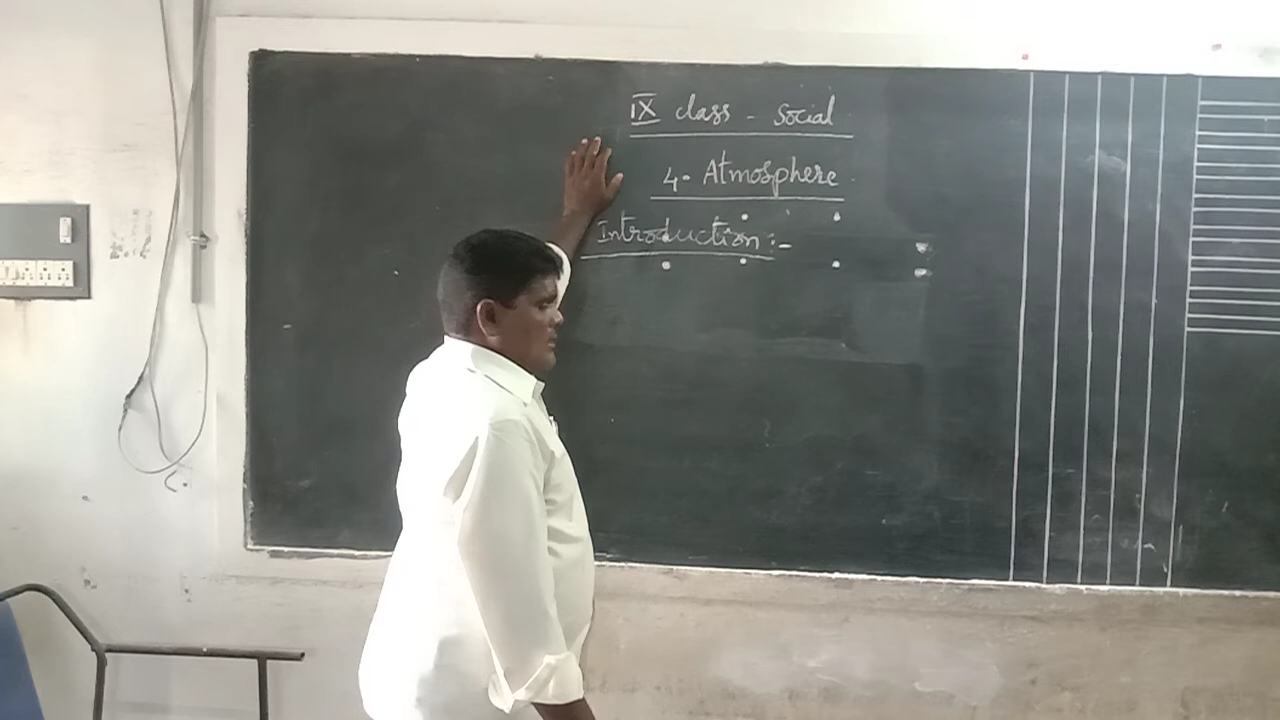 IX class - Social
4. Atmosphere
Introduction :-